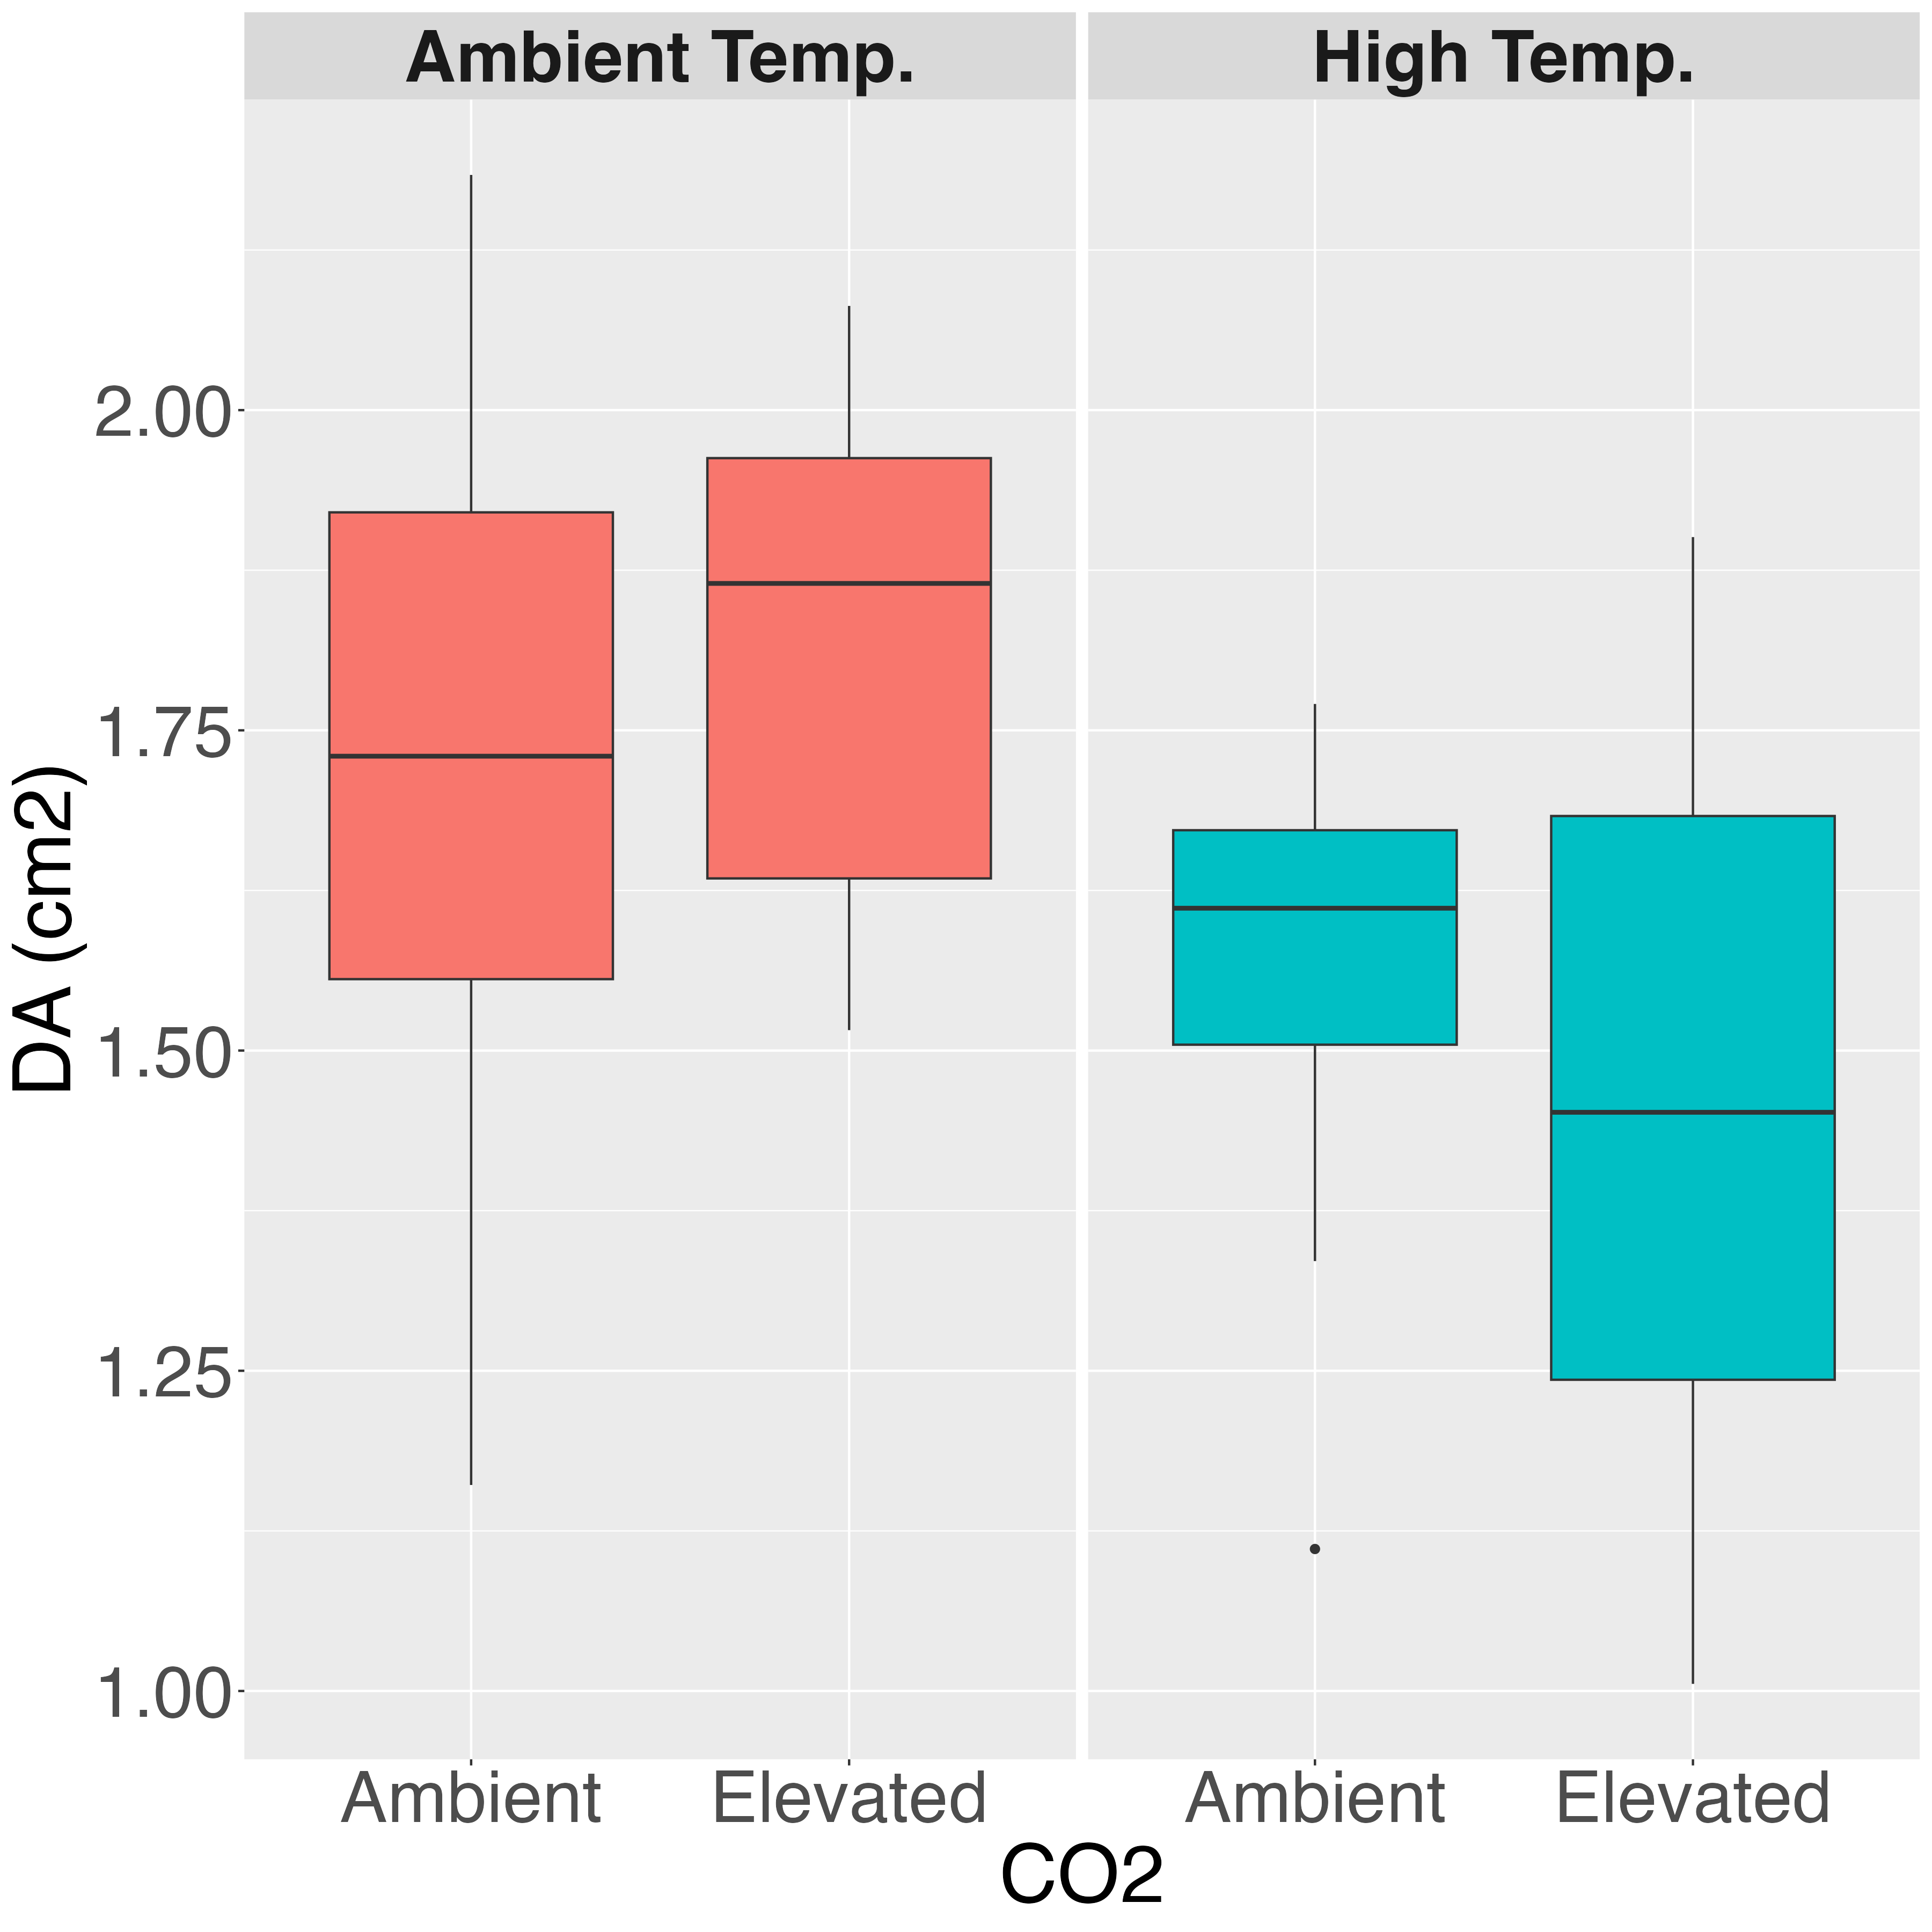 Ambient Temp.
High Temp.
DA (cm2)
2.00
1.75
1.50
1.25
1.00
Ambient
Elevated
Ambient
Elevated
CO2